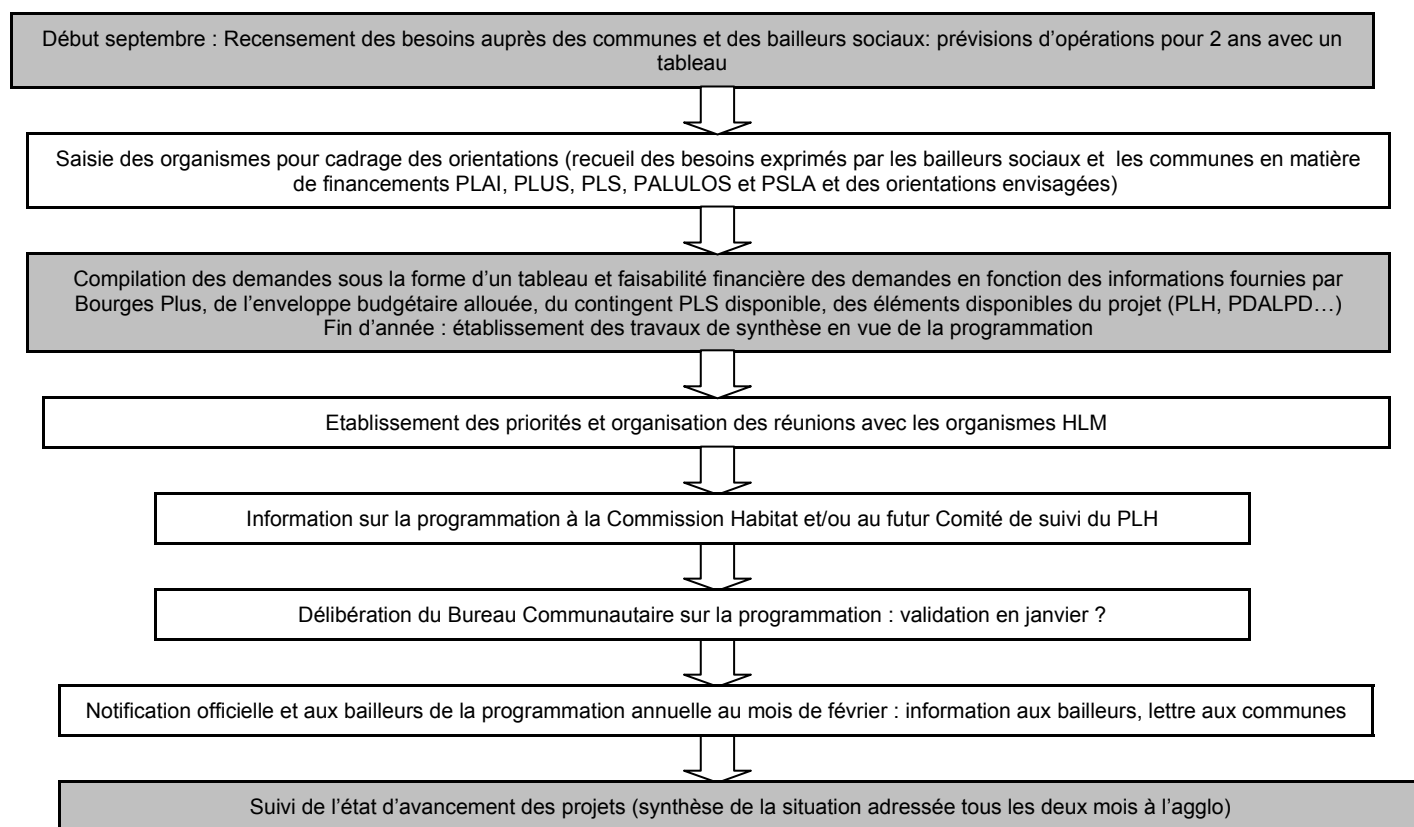 Début septembre : Recensement des besoins auprès des communes et des bailleurs sociaux: prévisions d’opérations pour 2 ans avec un
tableau
Saisie des organismes pour cadrage des orientations (recueil des besoins exprimés par les bailleurs sociaux et les communes en matière
de financements PLAI, PLUS, PLS, PALULOS et PSLA et des orientations envisagées)
Compilation des demandes sous la forme d’un tableau et faisabilité financière des demandes en fonction des informations fournies par
Bourges Plus, de l’enveloppe budgétaire allouée, du contingent PLS disponible, des éléments disponibles du projet (PLH, PDALPD…)
Fin d’année : établissement des travaux de synthèse en vue de la programmation
Etablissement des priorités et organisation des réunions avec les organismes HLM
Information sur la programmation à la Commission Habitat et/ou au futur Comité de suivi du PLH
Délibération du Bureau Communautaire sur la programmation : validation en janvier ?
Notification officielle et aux bailleurs de la programmation annuelle au mois de février : information aux bailleurs, lettre aux communes
Suivi de l’état d’avancement des projets (synthèse de la situation adressée tous les deux mois à l’agglo)